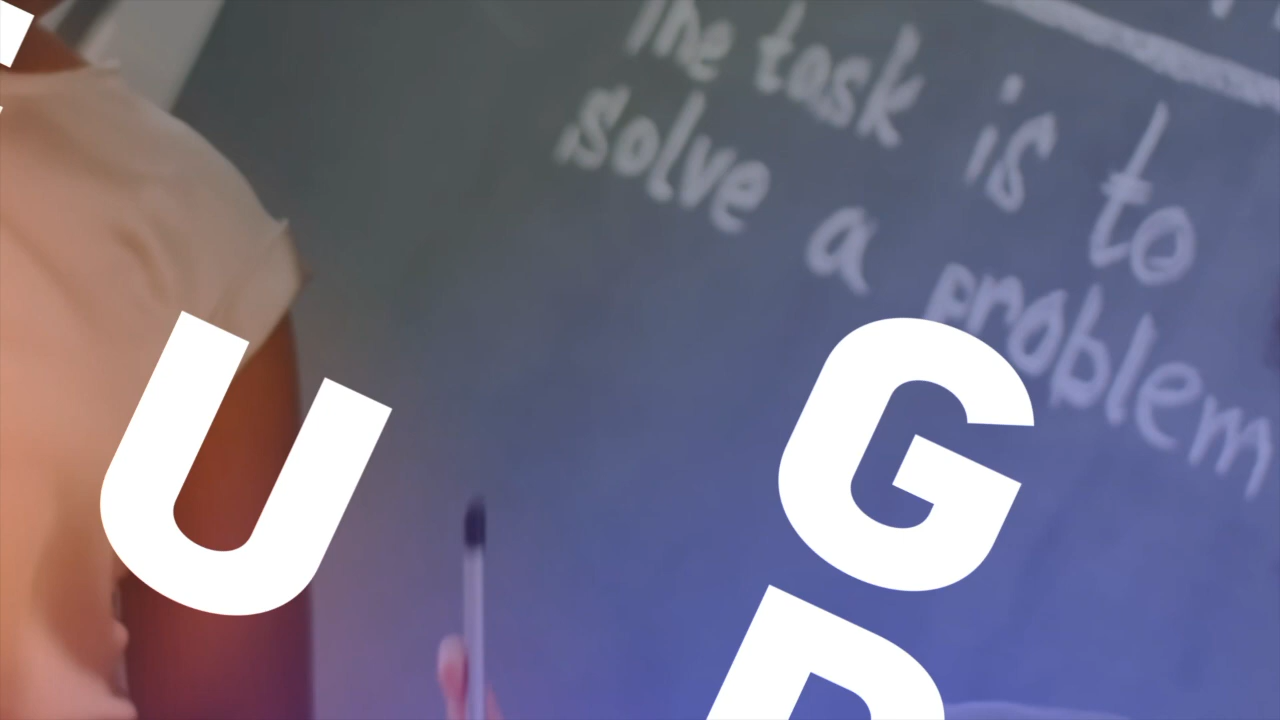 The task is to
solve a problem
U
G